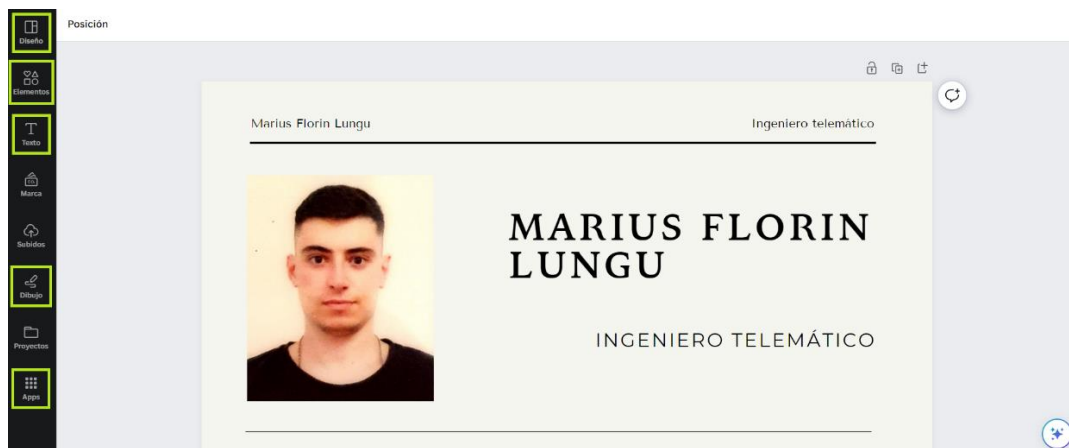 Posición
Diseño
Elementos
Texto
Marca
Subidos
Dibujo
Proyectos
Apps
Marius Florin Lungu
Ingeniero telemático
MARIUS FLORIN
LUNGU
INGENIERO TELEMÁTICO